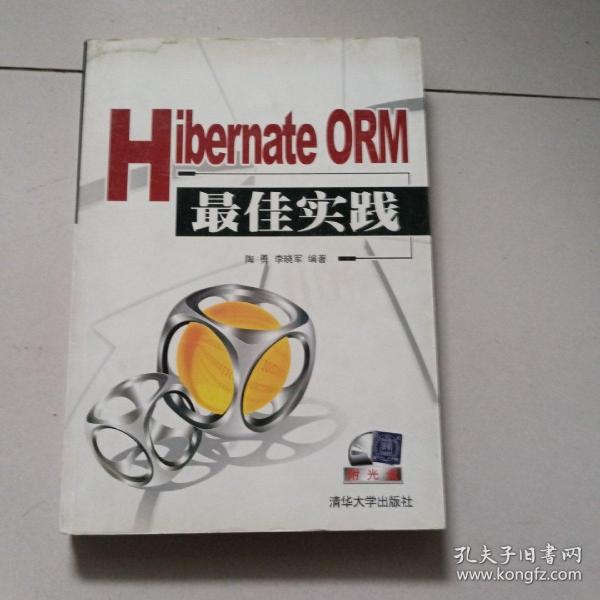 Hibernate ORM
最佳实践
陶 勇 李晓军 编著
附光盘
清华大学出版社
孔夫子旧书网
www.kongfz.com